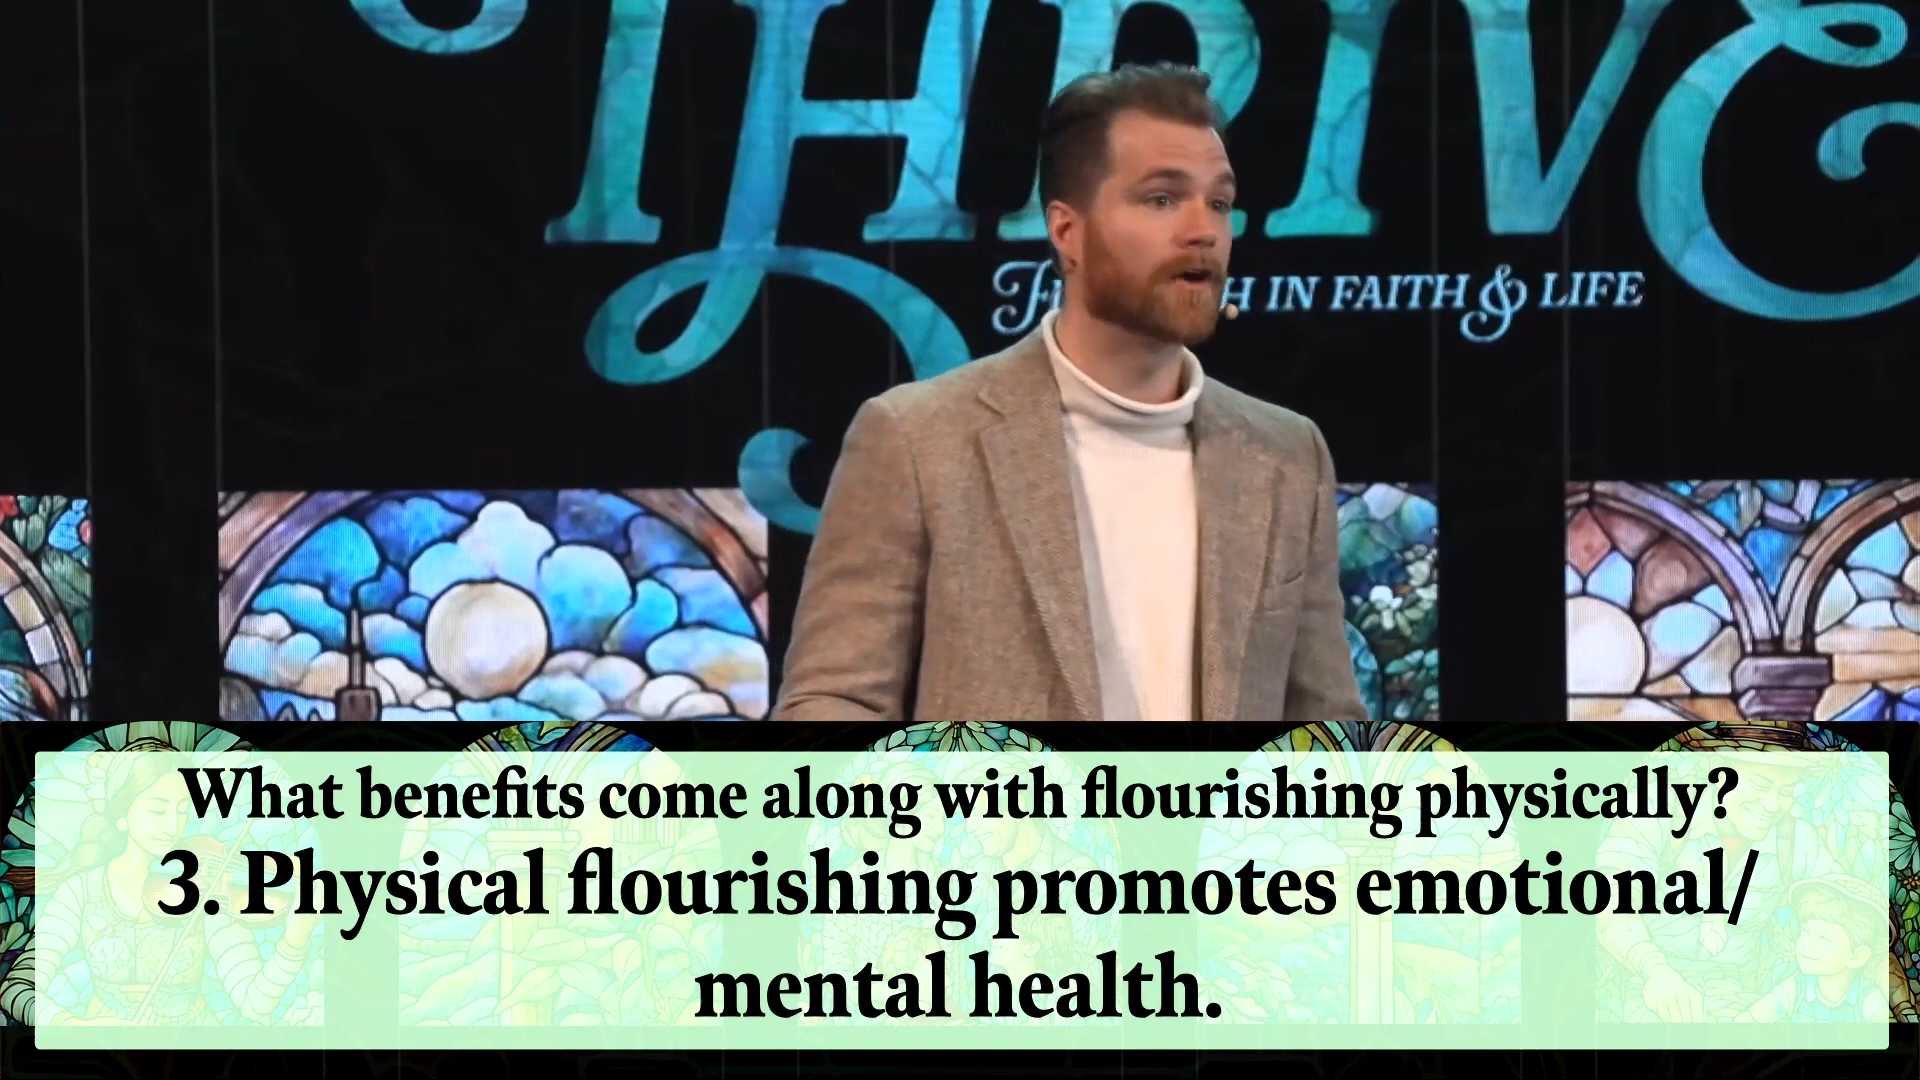 THRIVE
IN FAITH & LIFE
What benefits come along with flourishing physically?
3. Physical flourishing promotes emotional/
mental health.